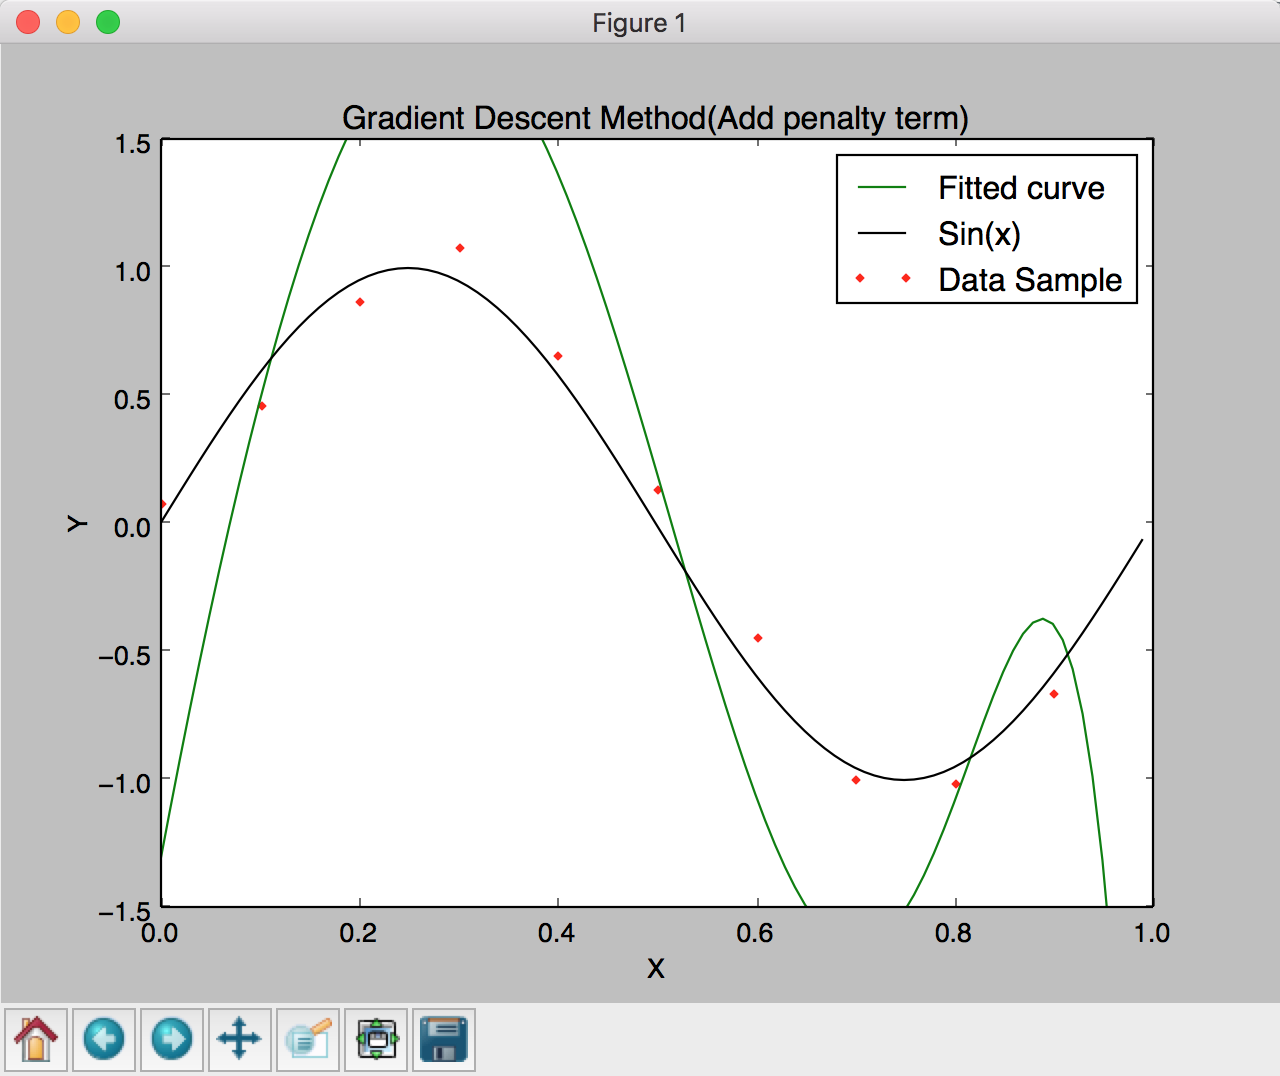 Figure 1
Gradient Descent Method(Add penalty term)
Fitted curve
Sin(x)
Data Sample
1.5
1.0
0.5
0.0
−0.5
−1.0
−1.5
Y
0.0 0.2 0.4 0.6 0.8 1.0
X